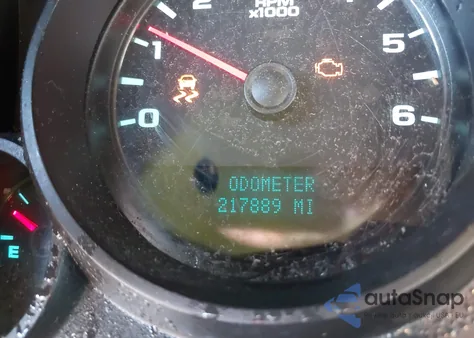 1
2
RPM
x1000
5
6
0
ODOMETER
217889 MI
E
autoSnap